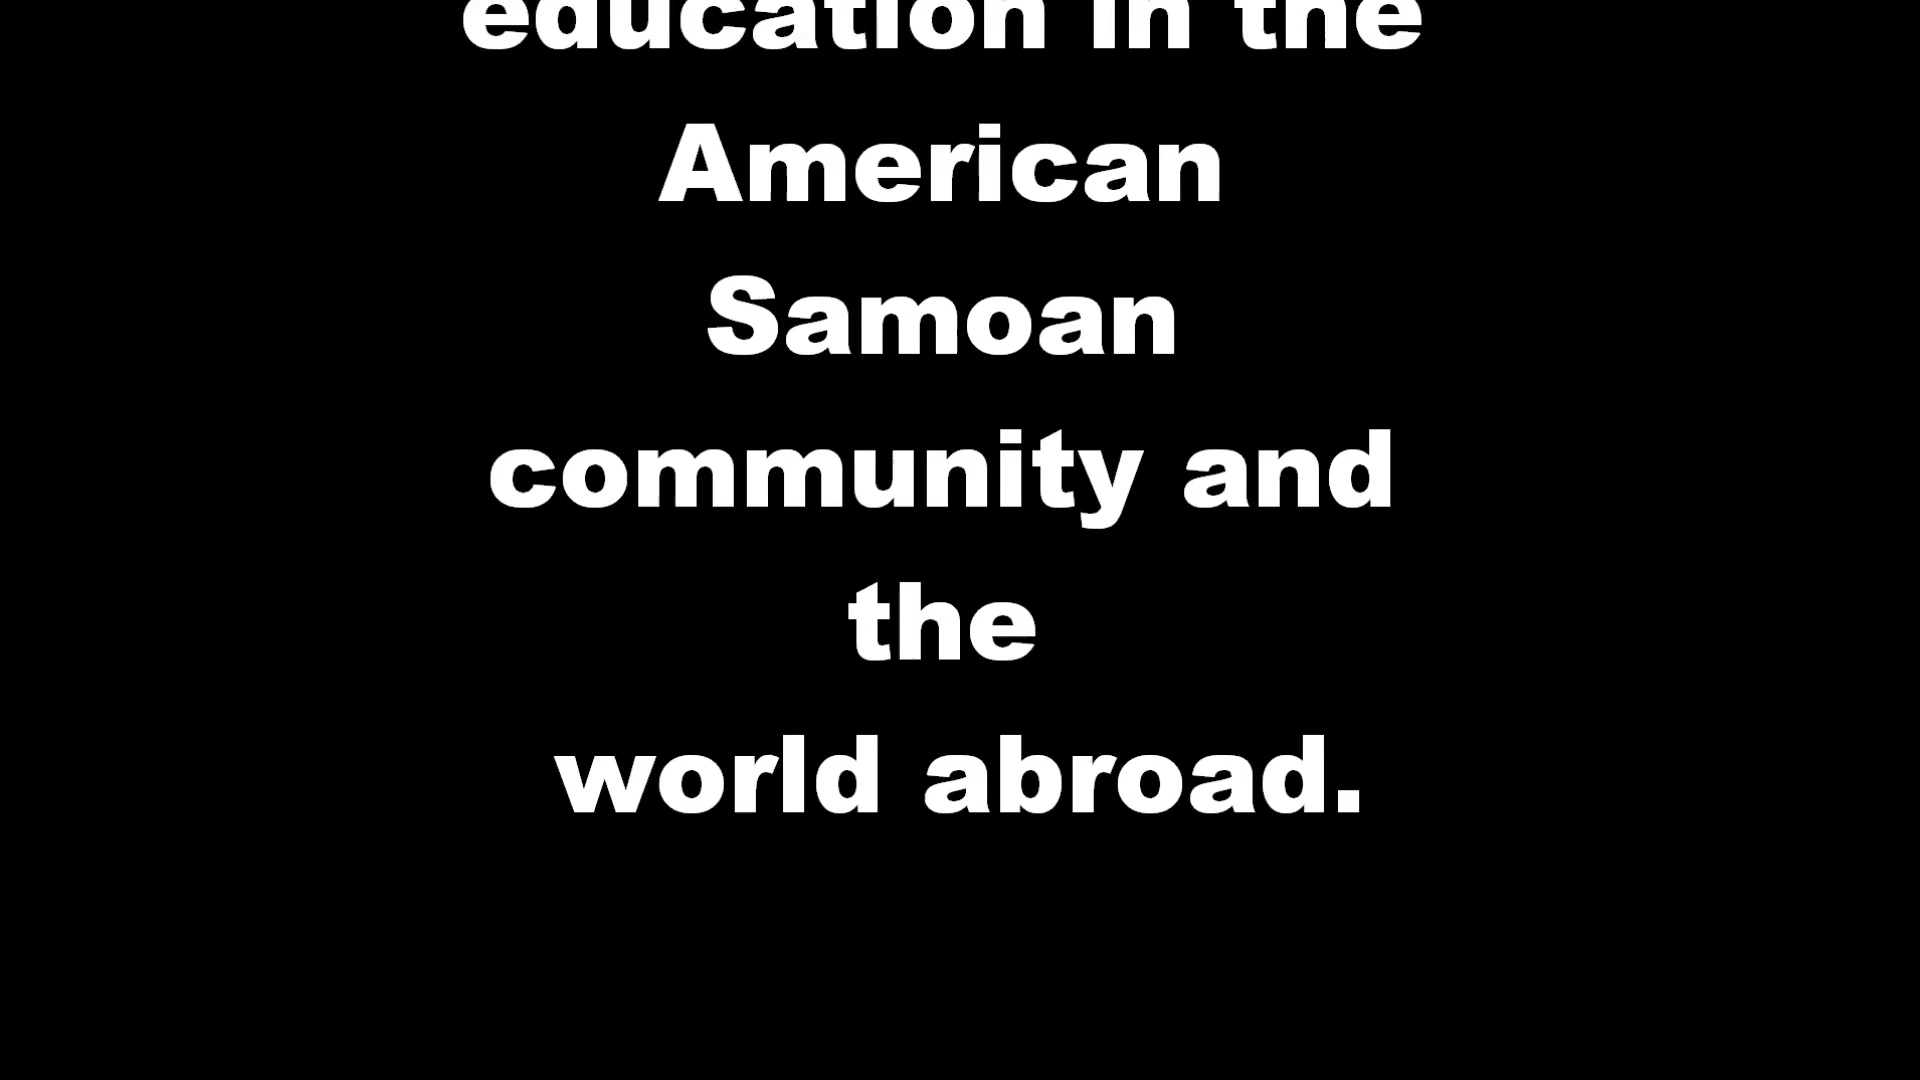 education in the
American
Samoan
community and
the
world abroad.